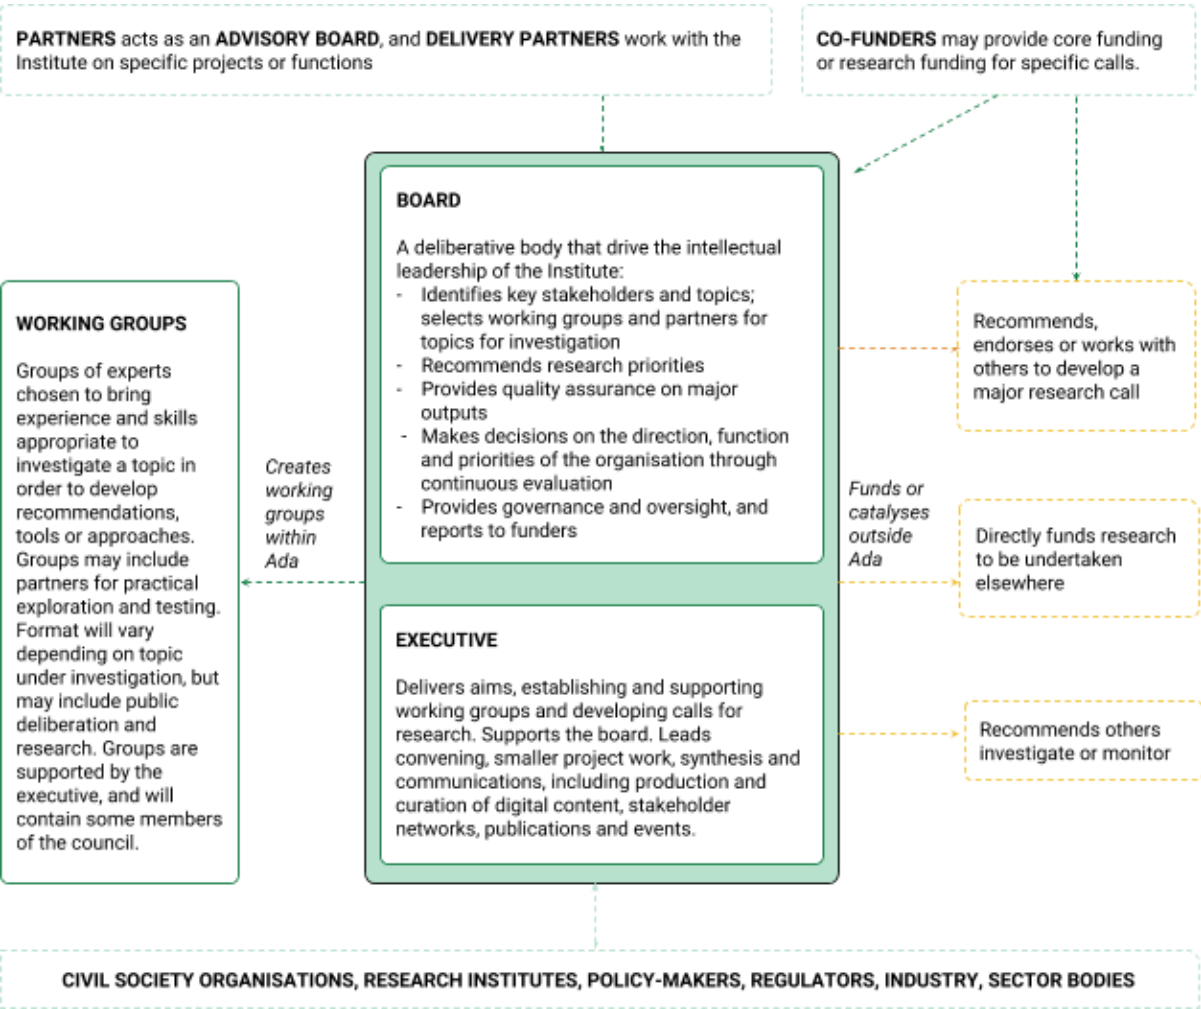 PARTNERS acts as an ADVISORY BOARD, and DELIVERY PARTNERS work with the
Institute on specific projects or functions
CO-FUNDERS may provide core funding
or research funding for specific calls.
BOARD
A deliberative body that drive the intellectual
leadership of the Institute:
- Identifies key stakeholders and topics;
selects working groups and partners for
topics for investigation
- Recommends research priorities
- Provides quality assurance on major
outputs
- Makes decisions on the direction, function
and priorities of the organisation through
continuous evaluation
- Provides governance and oversight, and
reports to funders
WORKING GROUPS
Groups of experts
chosen to bring
experience and skills
appropriate to
investigate a topic in
order to develop
recommendations,
tools or approaches.
Groups may include
partners for practical
exploration and testing.
Format will vary
depending on topic
under investigation, but
may include public
deliberation and
research. Groups are
supported by the
executive, and will
contain some members
of the council.
Creates
working
groups
within
Ada
Funds or
catalyses
outside
Ada
Recommends,
endorses or works with
others to develop a
major research call
Directly funds research
to be undertaken
elsewhere
Recommends others
investigate or monitor
EXECUTIVE
Delivers aims, establishing and supporting
working groups and developing calls for
research. Supports the board. Leads
convening, smaller project work, synthesis and
communications, including production and
curation of digital content, stakeholder
networks, publications and events.
CIVIL SOCIETY ORGANISATIONS, RESEARCH INSTITUTES, POLICY-MAKERS, REGULATORS, INDUSTRY, SECTOR BODIES